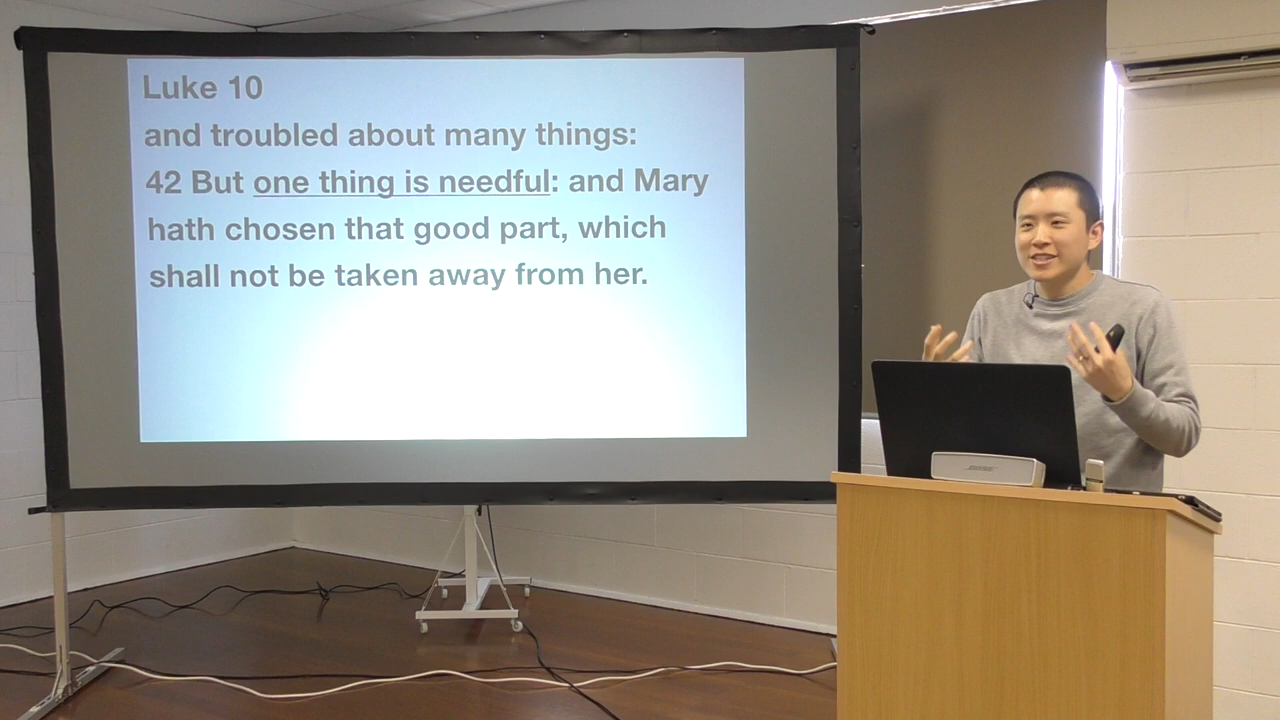 Luke 10
and troubled about many things:
42 But one thing is needful: and Mary
hath chosen that good part, which
shall not be taken away from her.